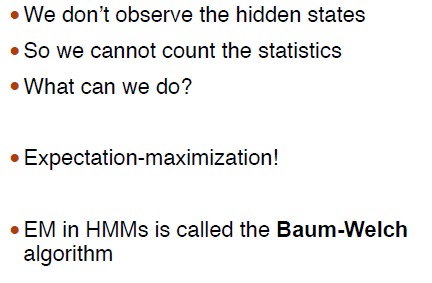 • We don't observe the hidden states
• So we cannot count the statistics
• What can we do?
• Expectation-maximization!
• EM in HMMs is called the Baum-Welch
algorithm